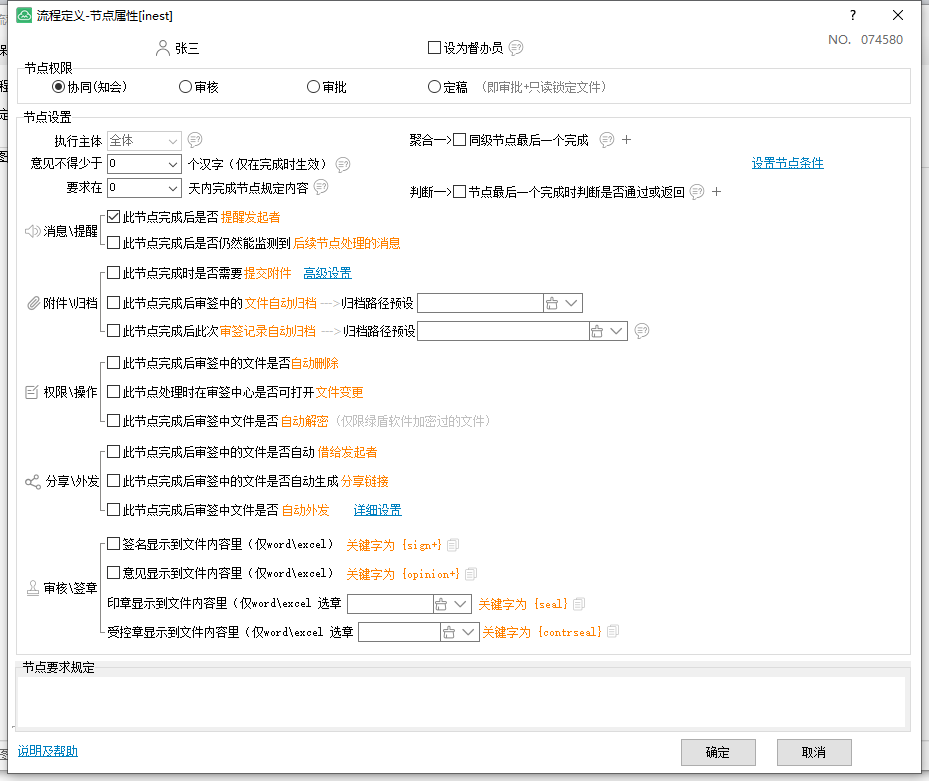 流程定义-节点属性[inest]
?
NO. 074580
张三
设为督办员
节点权限
协同(知会)
审核
审批
定稿
(即审批+只读锁定文件)
节点设置
执行主体 全体
聚合—>同级节点最后一个完成
意见不得少于 0 个汉字(仅在完成时生效)
设置节点条件
要求在 0 天内完成节点规定内容
判断—>节点最后一个完成时判断是否通过或返回
消息\提醒
此节点完成后是否提醒发起者
此节点完成后是否仍然能监测到后续节点处理的消息
附件\归档
此节点完成时是否需要提交附件 高级设置
此节点完成后审签中的文件自动归档 --->归档路径预设
此节点完成后此次审签记录自动归档 --->归档路径预设
权限\操作
此节点完成后审签中的文件是否自动删除
此节点处理时在审签中心是否可打开文件变更
此节点完成后审签中文件是否自动解密(仅限绿盾软件加密过的文件)
分享\外发
此节点完成后审签中的文件是否自动借给发起者
此节点完成后审签中的文件是否自动生成分享链接
此节点完成后审签中文件是否自动外发 详细设置
审核\签章
签名显示到文件内容里(仅word\excel) 关键字为 {sign+}
意见显示到文件内容里(仅word\excel) 关键字为 {opinion+}
印章显示到文件内容里(仅word\excel 选章 关键字为 {seal}
受控章显示到文件内容里(仅word\excel 选章 关键字为 {contrseal}
节点要求规定
说明及帮助
确定
取消